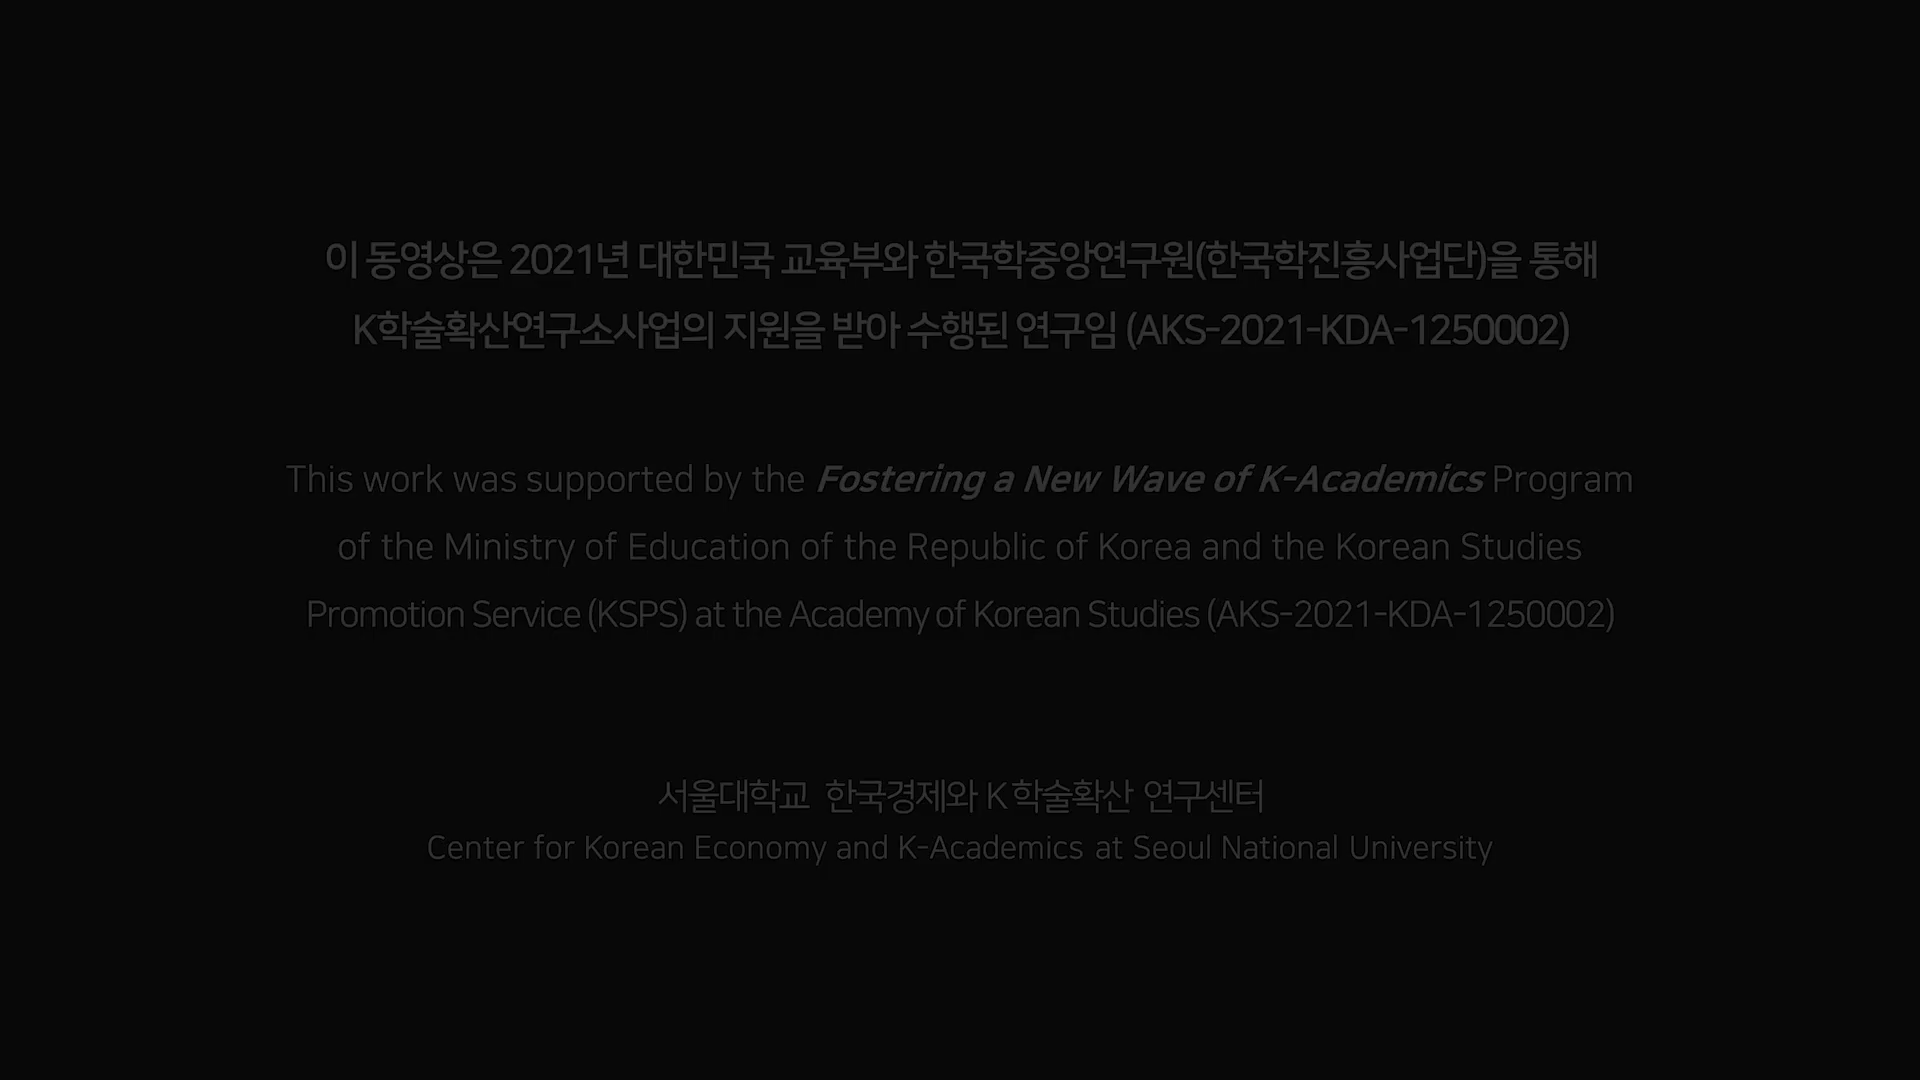 이 동영상은 2021년 대한민국 교육부와 한국학중앙연구원(한국학진흥사업단)을 통해
K학술확산연구소사업의 지원을 받아 수행된 연구임 (AKS-2021-KDA-1250002)
This work was supported by the Fostering a New Wave of K-Academics Program
of the Ministry of Education of the Republic of Korea and the Korean Studies
Promotion Service (KSPS) at the Academy of Korean Studies (AKS-2021-KDA-1250002)
서울대학교 한국경제와 K 학술확산 연구센터
Center for Korean Economy and K-Academics at Seoul National University